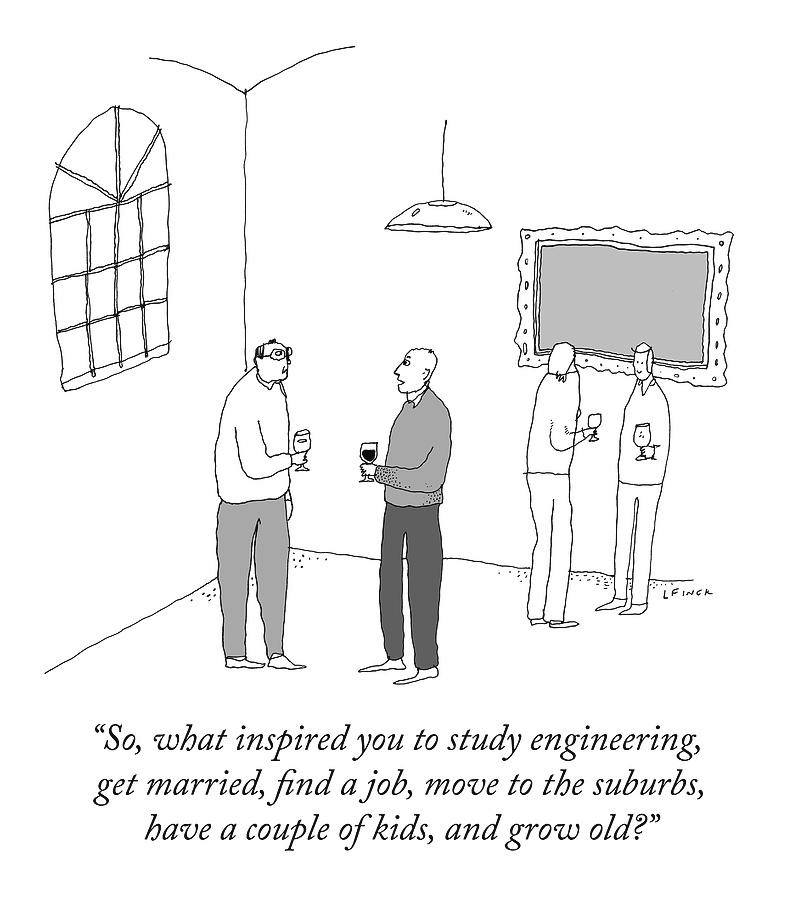 LFINCK
“So, what inspired you to study engineering,
get married, find a job, move to the suburbs,
have a couple of kids, and grow old?”